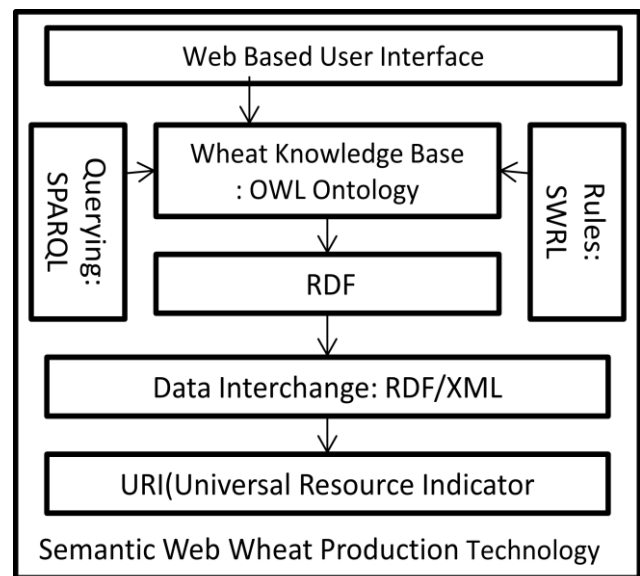 Web Based User Interface
Querying:
SPARQL
Wheat Knowledge Base
: OWL Ontology
Rules:
SWRL
RDF
Data Interchange: RDF/XML
URI(Universal Resource Indicator
Semantic Web Wheat Production Technology